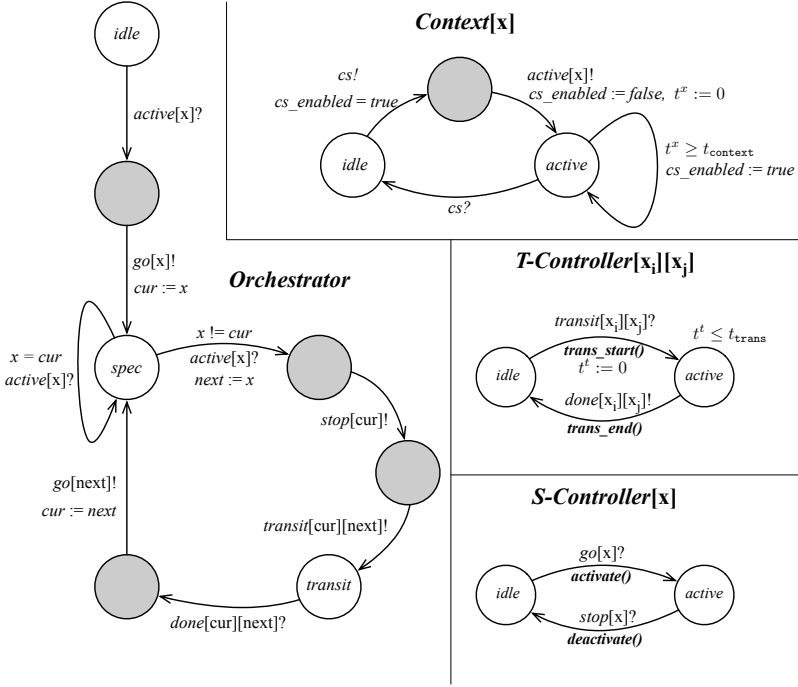 idle
active[x]?
go[x]!
cur := x
Orchestrator
x = cur
active[x]?
spec
x != cur
active[x]?
next := x
stop[cur]!
go[next]!
cur := next
transit[cur][next]!
transit
done[cur][next]?
Context[x]
cs!
cs_enabled = true
active[x]!
cs_enabled := false, t^x := 0
idle
active
t^x ≥ t_context
cs_enabled := true
cs?
T-Controller[x_i][x_j]
transit[x_i][x_j]?
trans_start()
t^t := 0
t^t ≤ t_trans
idle
active
done[x_i][x_j]!
trans_end()
S-Controller[x]
go[x]?
activate()
idle
active
stop[x]?
deactivate()